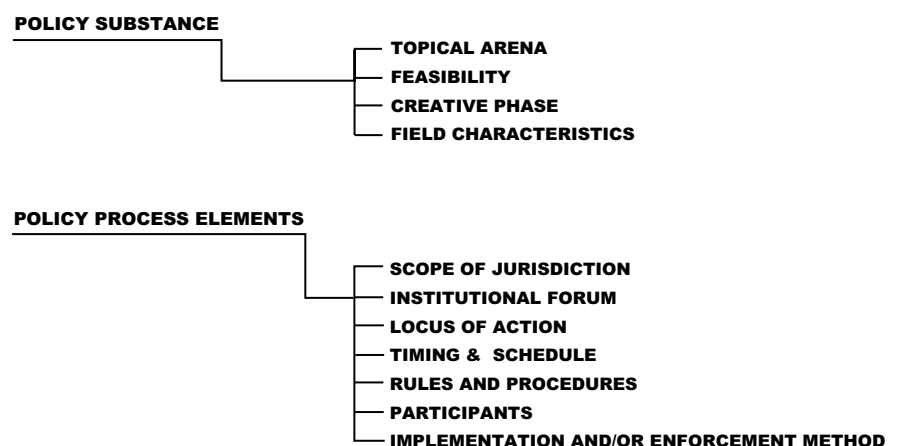 POLICY SUBSTANCE
TOPICAL ARENA
FEASIBILITY
CREATIVE PHASE
FIELD CHARACTERISTICS
POLICY PROCESS ELEMENTS
SCOPE OF JURISDICTION
INSTITUTIONAL FORUM
LOCUS OF ACTION
TIMING & SCHEDULE
RULES AND PROCEDURES
PARTICIPANTS
IMPLEMENTATION AND/OR ENFORCEMENT METHOD